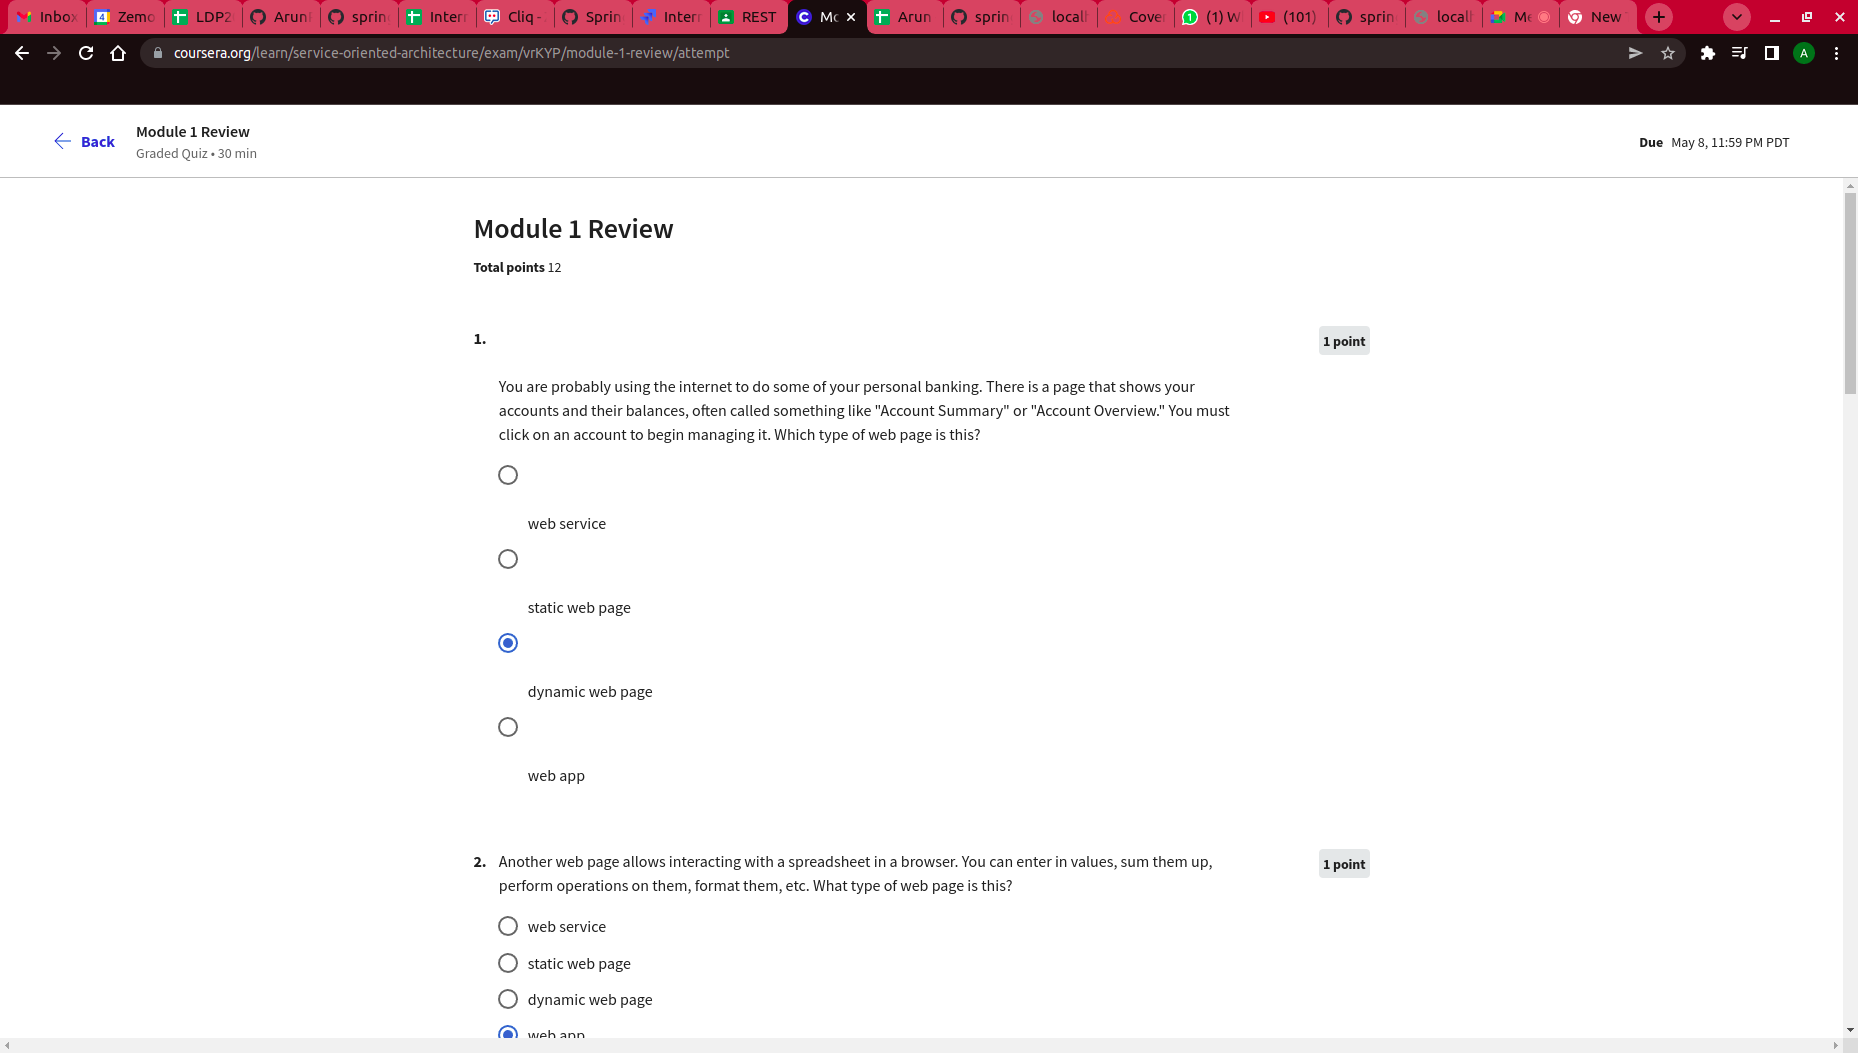 Inbox Zemo LDP2 Arun sprin Interr Cliq - Sprin Interr REST Mc Arun sprin locall Cover (1) W (101) sprin locall Me New
coursera.org/learn/service-oriented-architecture/exam/vrKYP/module-1-review/attempt A
Back
Module 1 Review
Graded Quiz • 30 min
Due May 8, 11:59 PM PDT
Module 1 Review
Total points 12
1.
1 point
You are probably using the internet to do some of your personal banking. There is a page that shows your
accounts and their balances, often called something like "Account Summary" or "Account Overview." You must
click on an account to begin managing it. Which type of web page is this?
web service
static web page
dynamic web page
web app
2. Another web page allows interacting with a spreadsheet in a browser. You can enter in values, sum them up,
1 point
perform operations on them, format them, etc. What type of web page is this?
web service
static web page
dynamic web page
web app